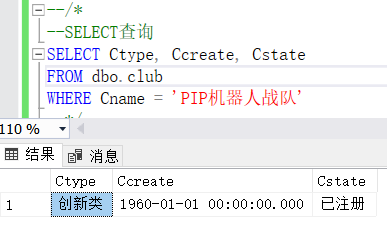 --/*
--SELECT查询
SELECT Ctype, Ccreate, Cstate
FROM dbo.club
WHERE Cname = 'PIP机器人战队'
110 %
结果 消息
Ctype Ccreate Cstate
1 创新类 1960-01-01 00:00:00.000 已注册